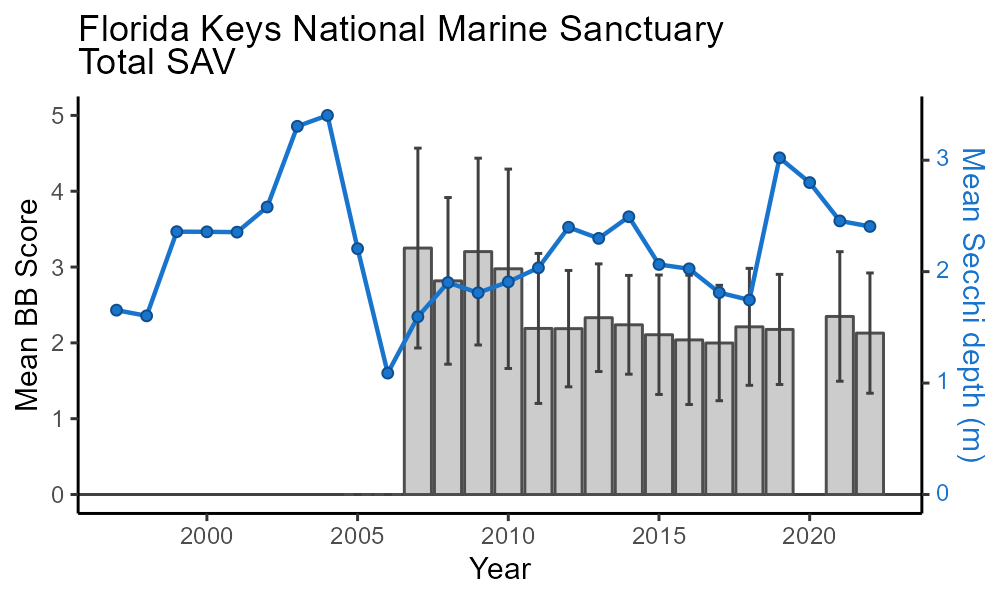 Florida Keys National Marine Sanctuary
Total SAV
5
4
3
2
1
0
Mean BB Score
3
2
1
0
Mean Secchi depth (m)
2000 2005 2010 2015 2020
Year